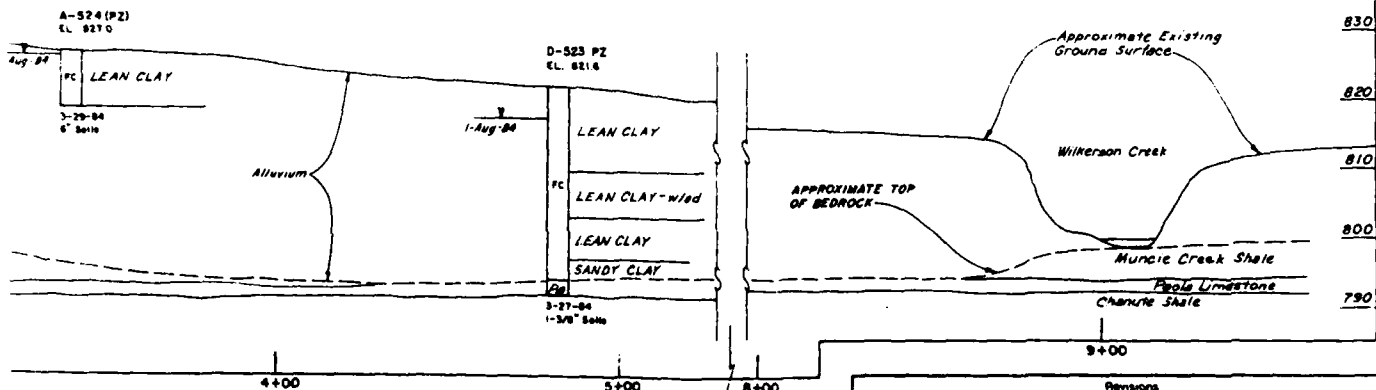 A-524 (PZ)
EL 827.0
Aug-84
FC
LEAN CLAY
3-29-84
6" Solls
D-523 PZ
EL. 821.6
1-Aug-84
FC
LEAN CLAY
LEAN CLAY-w/sd
LEAN CLAY
SANDY CLAY
3-27-84
1-3/8" Solls
Alluvium
Approximate Existing
Ground Surface
Wilkerson Creek
APPROXIMATE TOP
OF BEDROCK
Muncie Creek Shale
Paola Limestone
Chanute Shale
830
820
810
800
790
4+00
5+00
8+00
9+00
Revisions